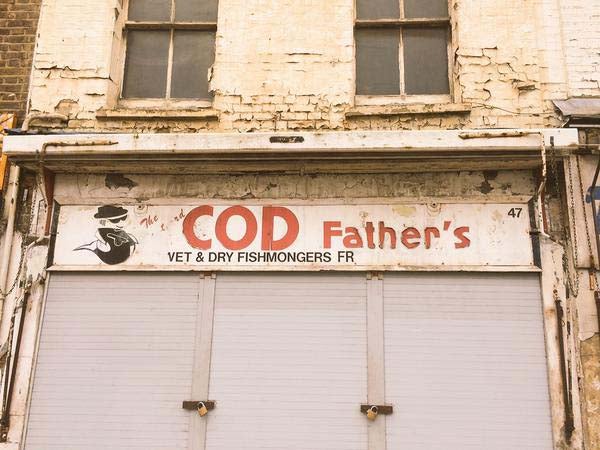 The COD Father's 47
VET & DRY FISHMONGERS FR